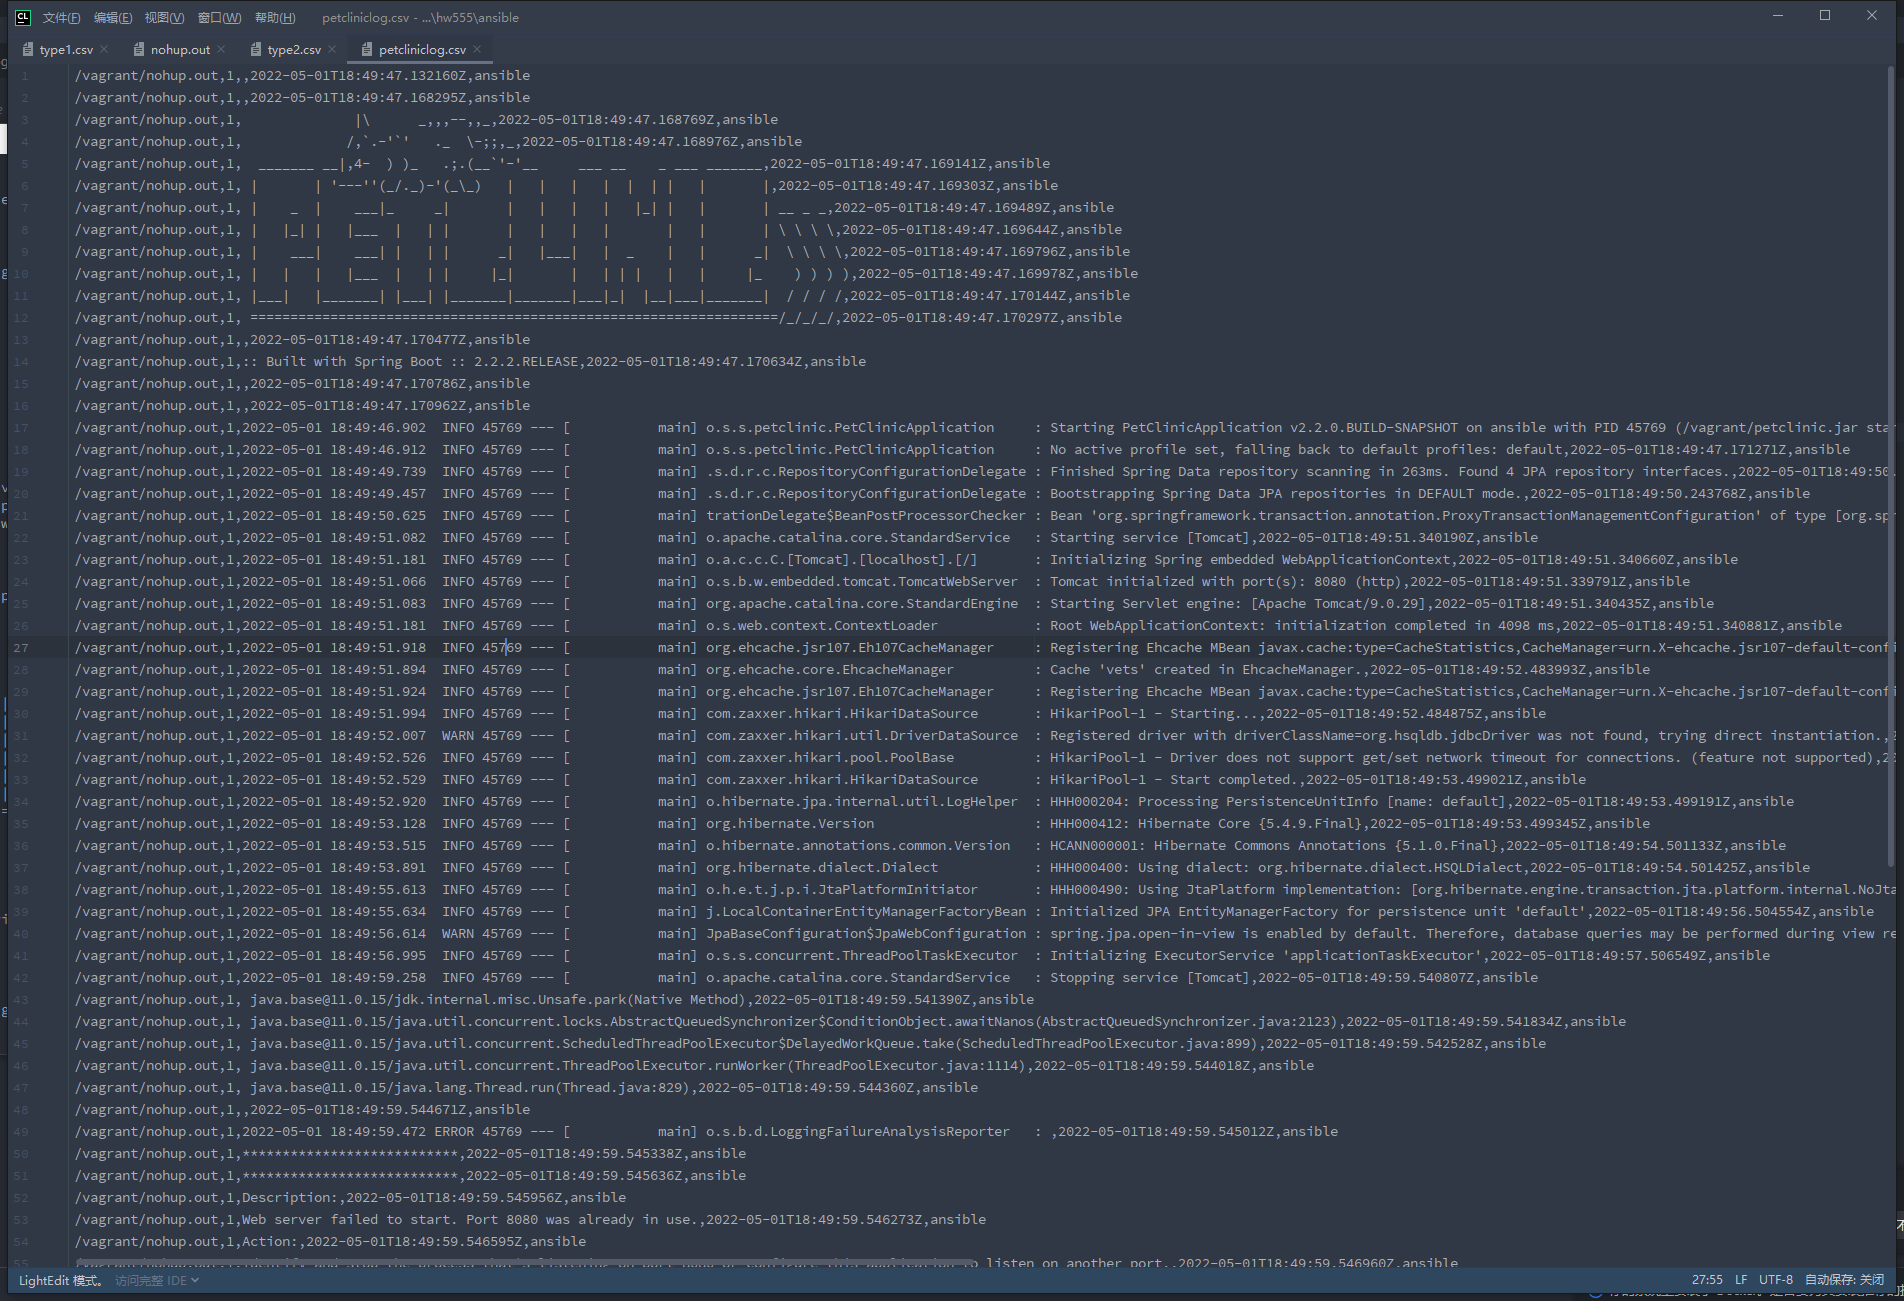 文件(F) 编辑(E) 视图(V) 窗口(W) 帮助(H) petcliniclog.csv - ...\hw555\ansible
type1.csv nohup.out type2.csv petcliniclog.csv
1 /vagrant/nohup.out,1,,2022-05-01T18:49:47.132160Z,ansible
2 /vagrant/nohup.out,1,,2022-05-01T18:49:47.168295Z,ansible
3 /vagrant/nohup.out,1,              |\      _,,,--,,_,2022-05-01T18:49:47.168769Z,ansible
4 /vagrant/nohup.out,1,             /,`.-'`'   ._  \-;;,_,2022-05-01T18:49:47.168976Z,ansible
5 /vagrant/nohup.out,1,  _______ __|,4-  ) )_   .;.(__`'-'__     ___ __    _ ___ _______,2022-05-01T18:49:47.169141Z,ansible
6 /vagrant/nohup.out,1, |       | '---''(_/._)-'(_\_)   |   |   |   |  |  | |   |       |,2022-05-01T18:49:47.169303Z,ansible
7 /vagrant/nohup.out,1, |    _  |    ___|_     _|       |   |   |   |   |_| |   |       | __ _ _,2022-05-01T18:49:47.169489Z,ansible
8 /vagrant/nohup.out,1, |   |_| |   |___  |   | |       |   |   |   |       |   |       | \ \ \ \,2022-05-01T18:49:47.169644Z,ansible
9 /vagrant/nohup.out,1, |    ___|    ___| |   | |      _|   |___|   |  _    |   |      _|  \ \ \ \,2022-05-01T18:49:47.169796Z,ansible
10 /vagrant/nohup.out,1, |   |   |   |___  |   | |     |_|       |   | | |   |   |     |_    ) ) ) ),2022-05-01T18:49:47.169978Z,ansible
11 /vagrant/nohup.out,1, |___|   |_______| |___| |_______|_______|___|_|  |__|___|_______|  / / / /,2022-05-01T18:49:47.170144Z,ansible
12 /vagrant/nohup.out,1, ==================================================================/_/_/_/,2022-05-01T18:49:47.170297Z,ansible
13 /vagrant/nohup.out,1,,2022-05-01T18:49:47.170477Z,ansible
14 /vagrant/nohup.out,1,:: Built with Spring Boot :: 2.2.2.RELEASE,2022-05-01T18:49:47.170634Z,ansible
15 /vagrant/nohup.out,1,,2022-05-01T18:49:47.170786Z,ansible
16 /vagrant/nohup.out,1,,2022-05-01T18:49:47.170962Z,ansible
17 /vagrant/nohup.out,1,2022-05-01 18:49:46.902  INFO 45769 --- [           main] o.s.s.petclinic.PetClinicApplication     : Starting PetClinicApplication v2.2.0.BUILD-SNAPSHOT on ansible with PID 45769 (/vagrant/petclinic.jar star
18 /vagrant/nohup.out,1,2022-05-01 18:49:46.912  INFO 45769 --- [           main] o.s.s.petclinic.PetClinicApplication     : No active profile set, falling back to default profiles: default,2022-05-01T18:49:47.171271Z,ansible
19 /vagrant/nohup.out,1,2022-05-01 18:49:49.739  INFO 45769 --- [           main] .s.d.r.c.RepositoryConfigurationDelegate : Finished Spring Data repository scanning in 263ms. Found 4 JPA repository interfaces.,2022-05-01T18:49:50.
20 /vagrant/nohup.out,1,2022-05-01 18:49:49.457  INFO 45769 --- [           main] .s.d.r.c.RepositoryConfigurationDelegate : Bootstrapping Spring Data JPA repositories in DEFAULT mode.,2022-05-01T18:49:50.243768Z,ansible
21 /vagrant/nohup.out,1,2022-05-01 18:49:50.625  INFO 45769 --- [           main] trationDelegate$BeanPostProcessorChecker : Bean 'org.springframework.transaction.annotation.ProxyTransactionManagementConfiguration' of type [org.spr
22 /vagrant/nohup.out,1,2022-05-01 18:49:51.082  INFO 45769 --- [           main] o.apache.catalina.core.StandardService   : Starting service [Tomcat],2022-05-01T18:49:51.340190Z,ansible
23 /vagrant/nohup.out,1,2022-05-01 18:49:51.181  INFO 45769 --- [           main] o.a.c.c.C.[Tomcat].[localhost].[/]       : Initializing Spring embedded WebApplicationContext,2022-05-01T18:49:51.340660Z,ansible
24 /vagrant/nohup.out,1,2022-05-01 18:49:51.066  INFO 45769 --- [           main] o.s.b.w.embedded.tomcat.TomcatWebServer  : Tomcat initialized with port(s): 8080 (http),2022-05-01T18:49:51.339791Z,ansible
25 /vagrant/nohup.out,1,2022-05-01 18:49:51.083  INFO 45769 --- [           main] org.apache.catalina.core.StandardEngine  : Starting Servlet engine: [Apache Tomcat/9.0.29],2022-05-01T18:49:51.340435Z,ansible
26 /vagrant/nohup.out,1,2022-05-01 18:49:51.181  INFO 45769 --- [           main] o.s.web.context.ContextLoader            : Root WebApplicationContext: initialization completed in 4098 ms,2022-05-01T18:49:51.340881Z,ansible
27 /vagrant/nohup.out,1,2022-05-01 18:49:51.918  INFO 45769 --- [           main] org.ehcache.jsr107.Eh107CacheManager     : Registering Ehcache MBean javax.cache:type=CacheStatistics,CacheManager=urn.X-ehcache.jsr107-default-confi
28 /vagrant/nohup.out,1,2022-05-01 18:49:51.894  INFO 45769 --- [           main] org.ehcache.core.EhcacheManager          : Cache 'vets' created in EhcacheManager.,2022-05-01T18:49:52.483993Z,ansible
29 /vagrant/nohup.out,1,2022-05-01 18:49:51.924  INFO 45769 --- [           main] org.ehcache.jsr107.Eh107CacheManager     : Registering Ehcache MBean javax.cache:type=CacheStatistics,CacheManager=urn.X-ehcache.jsr107-default-confi
30 /vagrant/nohup.out,1,2022-05-01 18:49:51.994  INFO 45769 --- [           main] com.zaxxer.hikari.HikariDataSource       : HikariPool-1 - Starting...,2022-05-01T18:49:52.484875Z,ansible
31 /vagrant/nohup.out,1,2022-05-01 18:49:52.007  WARN 45769 --- [           main] com.zaxxer.hikari.util.DriverDataSource  : Registered driver with driverClassName=org.hsqldb.jdbcDriver was not found, trying direct instantiation.,2
32 /vagrant/nohup.out,1,2022-05-01 18:49:52.526  INFO 45769 --- [           main] com.zaxxer.hikari.pool.PoolBase          : HikariPool-1 - Driver does not support get/set network timeout for connections. (feature not supported),20
33 /vagrant/nohup.out,1,2022-05-01 18:49:52.529  INFO 45769 --- [           main] com.zaxxer.hikari.HikariDataSource       : HikariPool-1 - Start completed.,2022-05-01T18:49:53.499021Z,ansible
34 /vagrant/nohup.out,1,2022-05-01 18:49:52.920  INFO 45769 --- [           main] o.hibernate.jpa.internal.util.LogHelper  : HHH000204: Processing PersistenceUnitInfo [name: default],2022-05-01T18:49:53.499191Z,ansible
35 /vagrant/nohup.out,1,2022-05-01 18:49:53.128  INFO 45769 --- [           main] org.hibernate.Version                    : HHH000412: Hibernate Core {5.4.9.Final},2022-05-01T18:49:53.499345Z,ansible
36 /vagrant/nohup.out,1,2022-05-01 18:49:53.515  INFO 45769 --- [           main] o.hibernate.annotations.common.Version   : HCANN000001: Hibernate Commons Annotations {5.1.0.Final},2022-05-01T18:49:54.501133Z,ansible
37 /vagrant/nohup.out,1,2022-05-01 18:49:53.891  INFO 45769 --- [           main] org.hibernate.dialect.Dialect            : HHH000400: Using dialect: org.hibernate.dialect.HSQLDialect,2022-05-01T18:49:54.501425Z,ansible
38 /vagrant/nohup.out,1,2022-05-01 18:49:55.613  INFO 45769 --- [           main] o.h.e.t.j.p.i.JtaPlatformInitiator       : HHH000490: Using JtaPlatform implementation: [org.hibernate.engine.transaction.jta.platform.internal.NoJta
39 /vagrant/nohup.out,1,2022-05-01 18:49:55.634  INFO 45769 --- [           main] j.LocalContainerEntityManagerFactoryBean : Initialized JPA EntityManagerFactory for persistence unit 'default',2022-05-01T18:49:56.504554Z,ansible
40 /vagrant/nohup.out,1,2022-05-01 18:49:56.614  WARN 45769 --- [           main] JpaBaseConfiguration$JpaWebConfiguration : spring.jpa.open-in-view is enabled by default. Therefore, database queries may be performed during view re
41 /vagrant/nohup.out,1,2022-05-01 18:49:56.995  INFO 45769 --- [           main] o.s.s.concurrent.ThreadPoolTaskExecutor  : Initializing ExecutorService 'applicationTaskExecutor',2022-05-01T18:49:57.506549Z,ansible
42 /vagrant/nohup.out,1,2022-05-01 18:49:59.258  INFO 45769 --- [           main] o.apache.catalina.core.StandardService   : Stopping service [Tomcat],2022-05-01T18:49:59.540807Z,ansible
43 /vagrant/nohup.out,1, java.base@11.0.15/jdk.internal.misc.Unsafe.park(Native Method),2022-05-01T18:49:59.541390Z,ansible
44 /vagrant/nohup.out,1, java.base@11.0.15/java.util.concurrent.locks.AbstractQueuedSynchronizer$ConditionObject.awaitNanos(AbstractQueuedSynchronizer.java:2123),2022-05-01T18:49:59.541834Z,ansible
45 /vagrant/nohup.out,1, java.base@11.0.15/java.util.concurrent.ScheduledThreadPoolExecutor$DelayedWorkQueue.take(ScheduledThreadPoolExecutor.java:899),2022-05-01T18:49:59.542528Z,ansible
46 /vagrant/nohup.out,1, java.base@11.0.15/java.util.concurrent.ThreadPoolExecutor.runWorker(ThreadPoolExecutor.java:1114),2022-05-01T18:49:59.544018Z,ansible
47 /vagrant/nohup.out,1, java.base@11.0.15/java.lang.Thread.run(Thread.java:829),2022-05-01T18:49:59.544360Z,ansible
48 /vagrant/nohup.out,1,,2022-05-01T18:49:59.544671Z,ansible
49 /vagrant/nohup.out,1,2022-05-01 18:49:59.472 ERROR 45769 --- [           main] o.s.b.d.LoggingFailureAnalysisReporter   : ,2022-05-01T18:49:59.545012Z,ansible
50 /vagrant/nohup.out,1,***************************,2022-05-01T18:49:59.545338Z,ansible
51 /vagrant/nohup.out,1,***************************,2022-05-01T18:49:59.545636Z,ansible
52 /vagrant/nohup.out,1,Description:,2022-05-01T18:49:59.545956Z,ansible
53 /vagrant/nohup.out,1,Web server failed to start. Port 8080 was already in use.,2022-05-01T18:49:59.546273Z,ansible
54 /vagrant/nohup.out,1,Action:,2022-05-01T18:49:59.546595Z,ansible
listen on another port.,2022-05-01T18:49:59.546960Z,ansible
LightEdit 模式。 访问完整 IDE 27:55 LF UTF-8 自动保存: 关闭